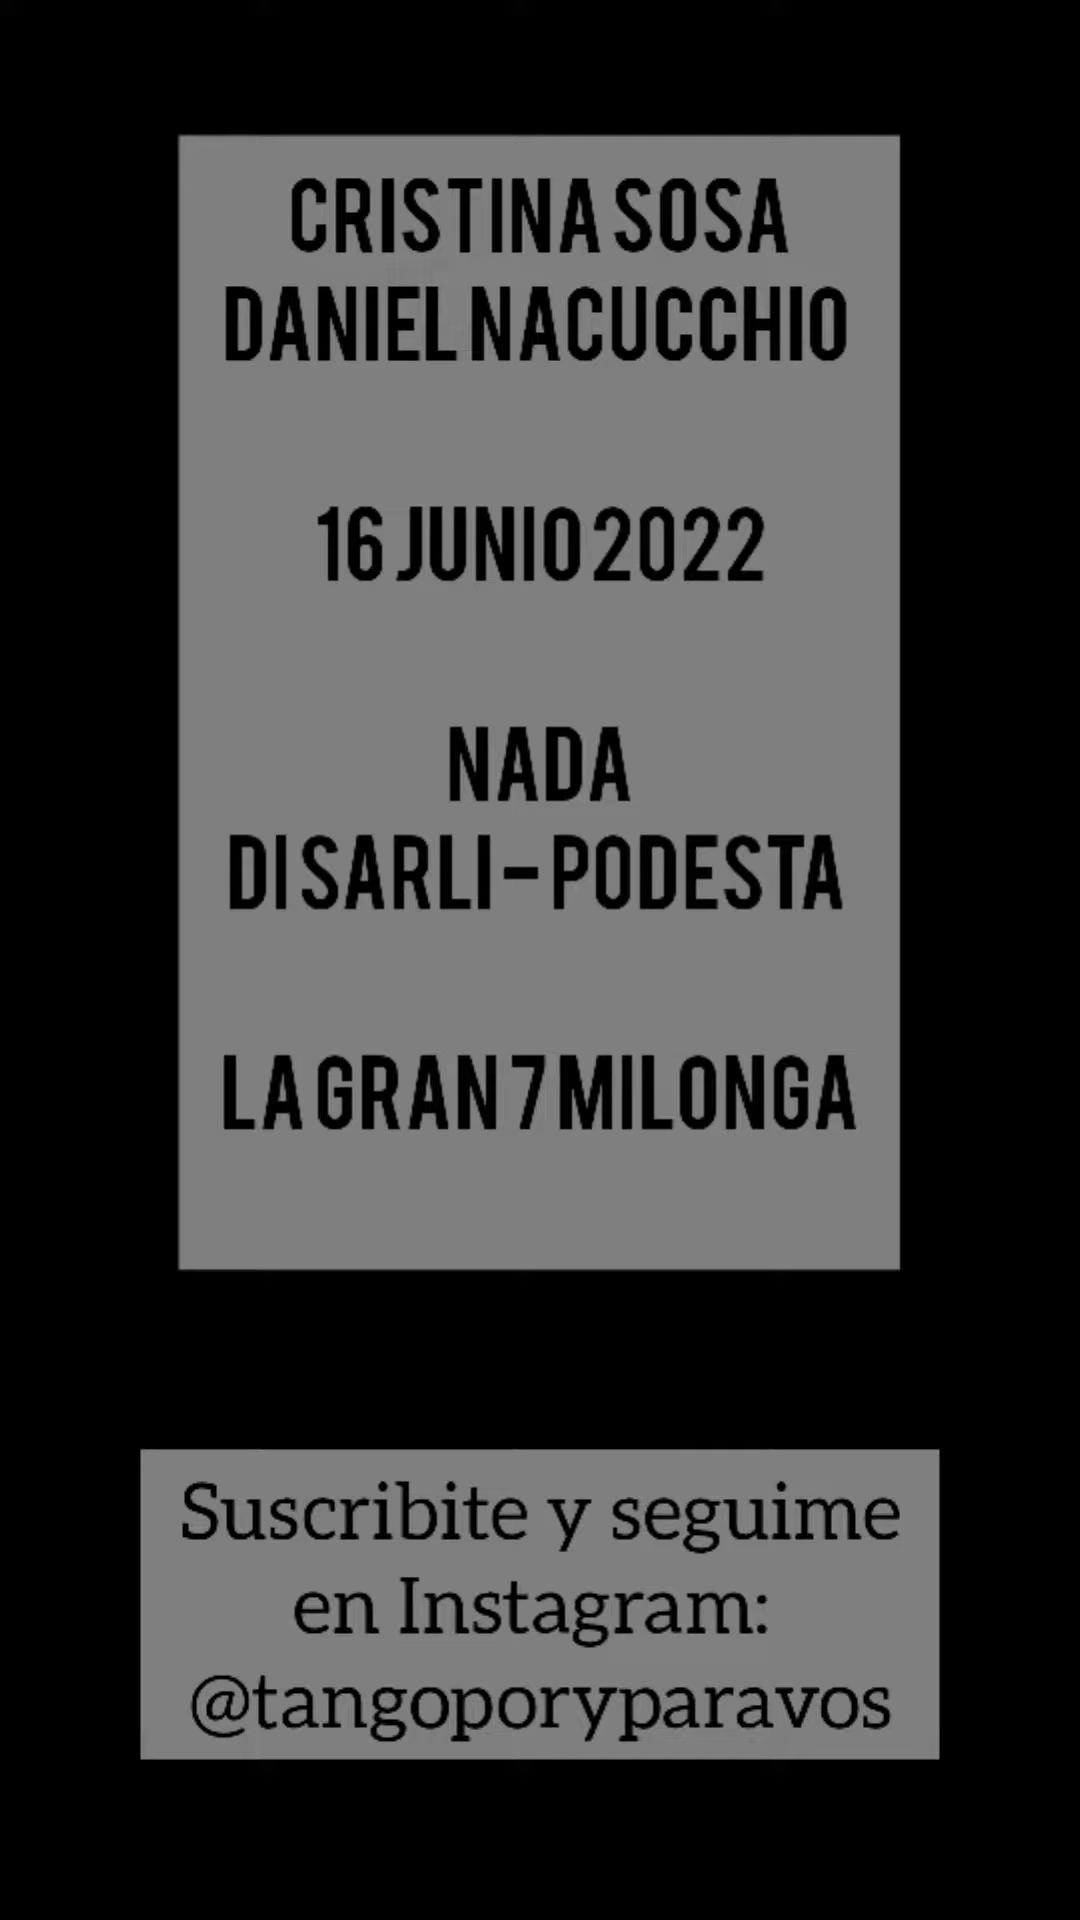 CRISTINA SOSA
DANIEL NACUCCHIO
16 JUNIO 2022
NADA
DI SARLI - PODESTA
LA GRAN 7 MILONGA
Suscribite y seguime
en Instagram:
@tangoporyparavos